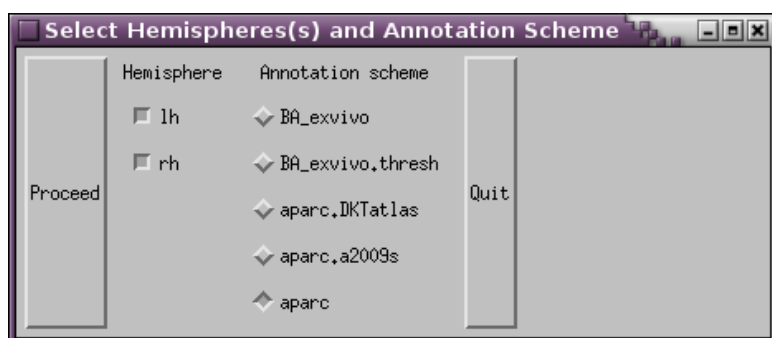 Select Hemispheres(s) and Annotation Scheme
Hemisphere Annotation scheme
lh BA_exvivo
rh BA_exvivo.thresh
Proceed Quit
aparc.DKTatlas
aparc.a2009s
aparc